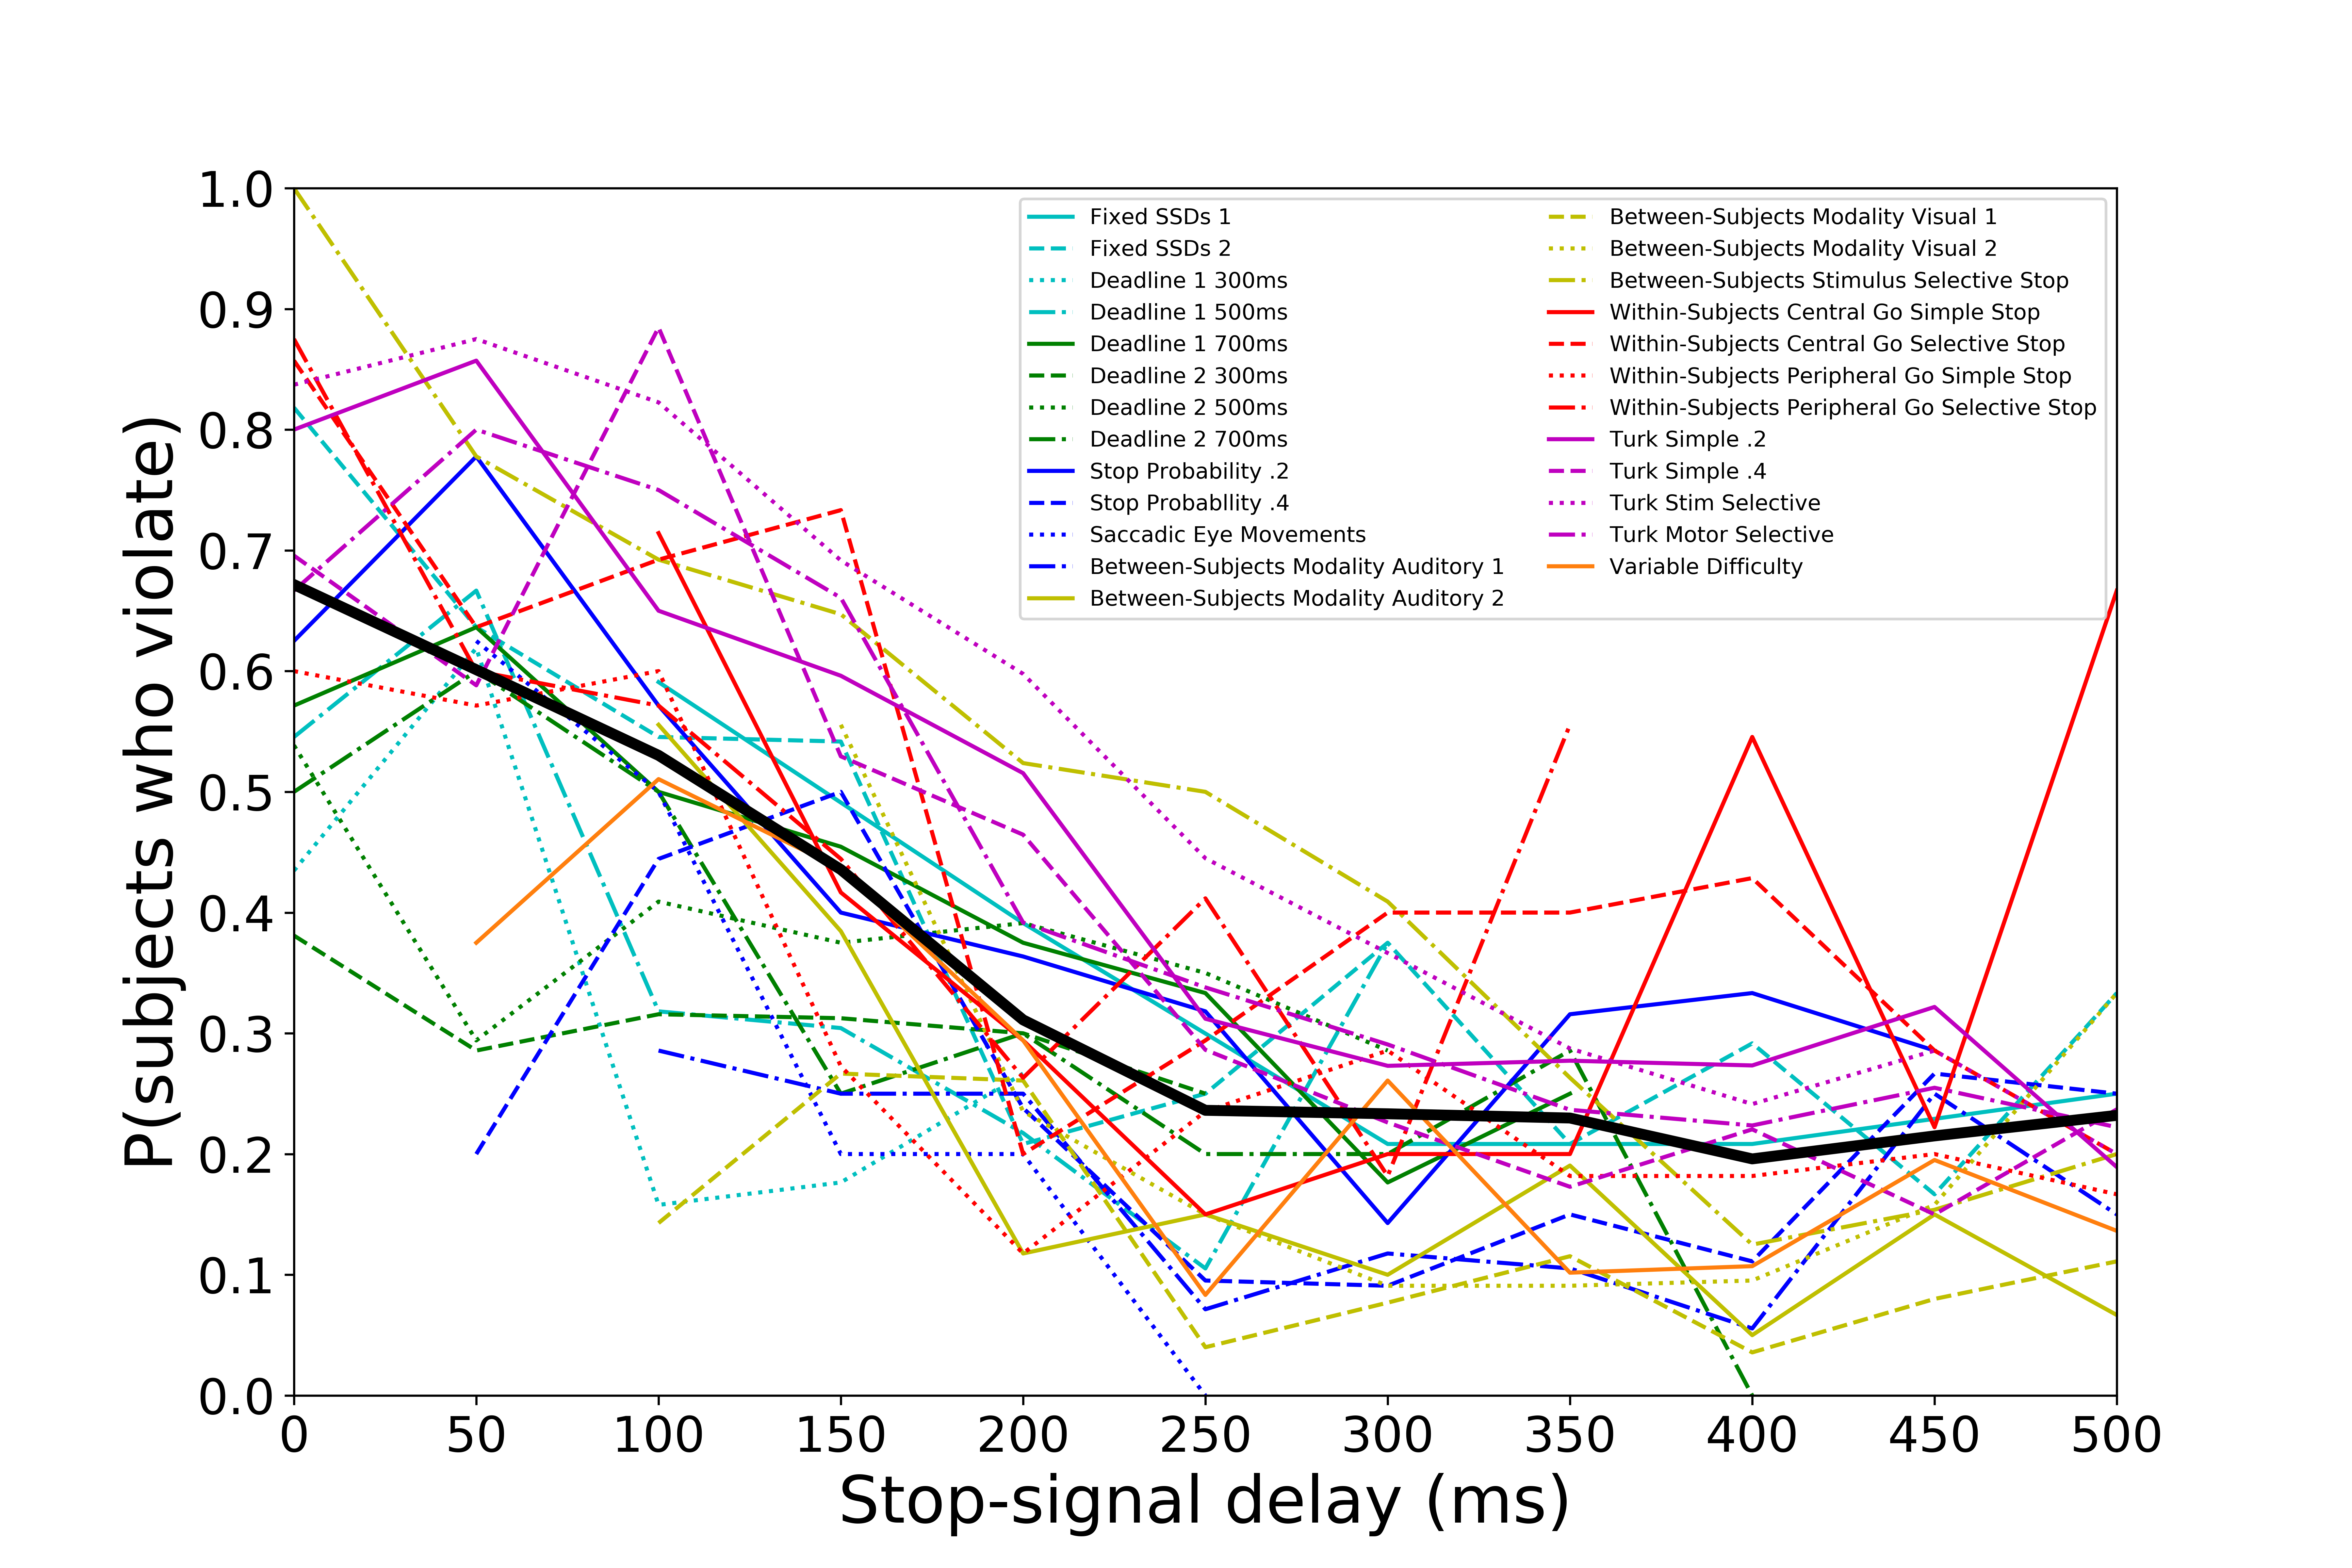 1.0
0.9
0.8
0.7
0.6
0.5
0.4
0.3
0.2
0.1
0.0
P(subjects who violate)
Fixed SSDs 1
Fixed SSDs 2
Deadline 1 300ms
Deadline 1 500ms
Deadline 1 700ms
Deadline 2 300ms
Deadline 2 500ms
Deadline 2 700ms
Stop Probability .2
Stop Probabllity .4
Saccadic Eye Movements
Between-Subjects Modality Auditory 1
Between-Subjects Modality Auditory 2
Between-Subjects Modality Visual 1
Between-Subjects Modality Visual 2
Between-Subjects Stimulus Selective Stop
Within-Subjects Central Go Simple Stop
Within-Subjects Central Go Selective Stop
Within-Subjects Peripheral Go Simple Stop
Within-Subjects Peripheral Go Selective Stop
Turk Simple .2
Turk Simple .4
Turk Stim Selective
Turk Motor Selective
Variable Difficulty
0 50 100 150 200 250 300 350 400 450 500
Stop-signal delay (ms)